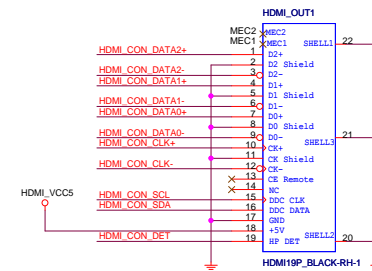 HDMI_OUT1
MEC2 MEC2
MEC1 MEC1 SHELL1 22
HDMI_CON_DATA2+ 1 D2+
2 D2 Shield
HDMI_CON_DATA2- 3 D2-
HDMI_CON_DATA1+ 4 D1+
5 D1 Shield
HDMI_CON_DATA1- 6 D1-
HDMI_CON_DATA0+ 7 D0+
8 D0 Shield
HDMI_CON_DATA0- 9 D0- 21
HDMI_CON_CLK+ 10 CK+ SHELL3
11 CK Shield
HDMI_CON_CLK- 12 CK-
13 CE Remote
HDMI_VCC5 14 NC
HDMI_CON_SCL 15 DDC CLK
HDMI_CON_SDA 16 DDC DATA
17 GND
18 +5V SHELL2
HDMI_CON_DET 19 HP DET 20
HDMI19P_BLACK-RH-1